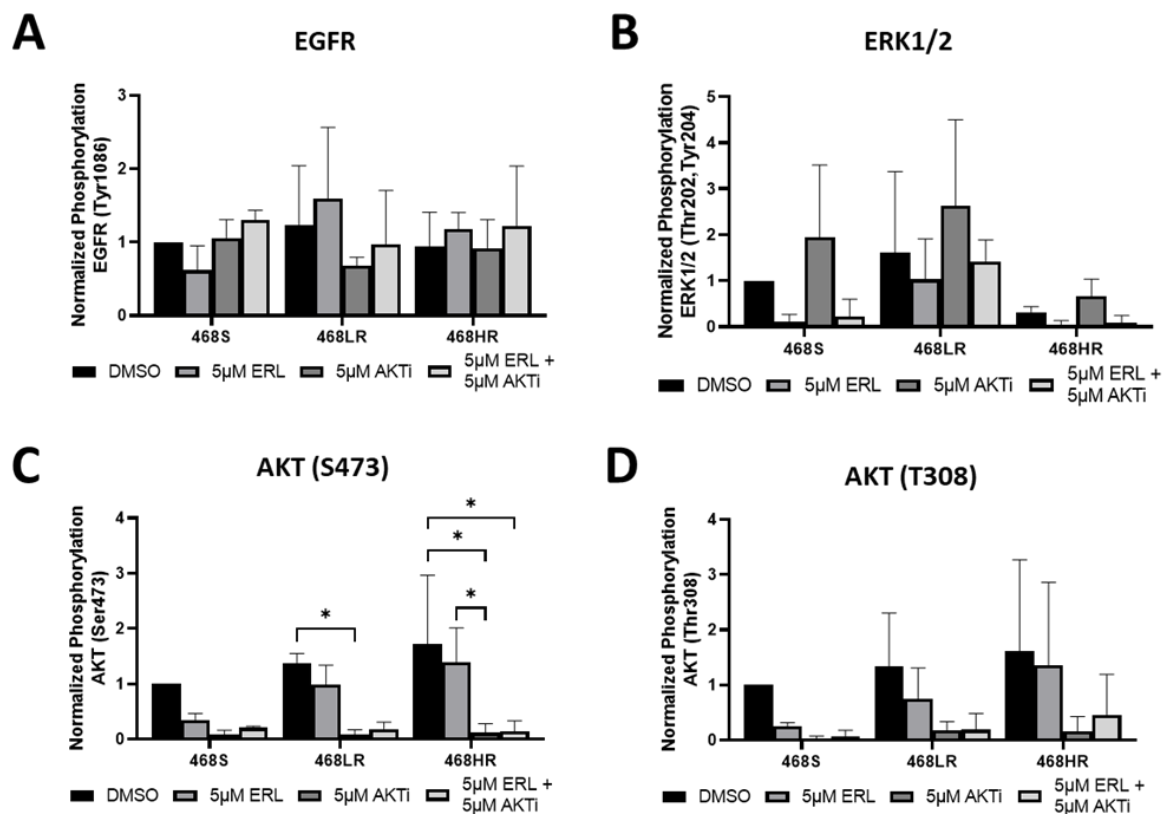 A
EGFR
Normalized Phosphorylation
EGFR (Tyr1086)
3
2
1
0
468S
468LR
468HR
DMSO
5µM ERL
5µM AKTi
5µM ERL +
5µM AKTi
B
ERK1/2
Normalized Phosphorylation
ERK1/2 (Thr202,Tyr204)
5
4
3
2
1
0
468S
468LR
468HR
DMSO
5µM ERL
5µM AKTi
5µM ERL +
5µM AKTi
C
AKT (S473)
Normalized Phosphorylation
AKT (Ser473)
4
3
2
1
0
*
*
*
*
468S
468LR
468HR
DMSO
5µM ERL
5µM AKTi
5µM ERL +
5µM AKTi
D
AKT (T308)
Normalized Phosphorylation
AKT (Thr308)
4
3
2
1
0
468S
468LR
468HR
DMSO
5µM ERL
5µM AKTi
5µM ERL +
5µM AKTi